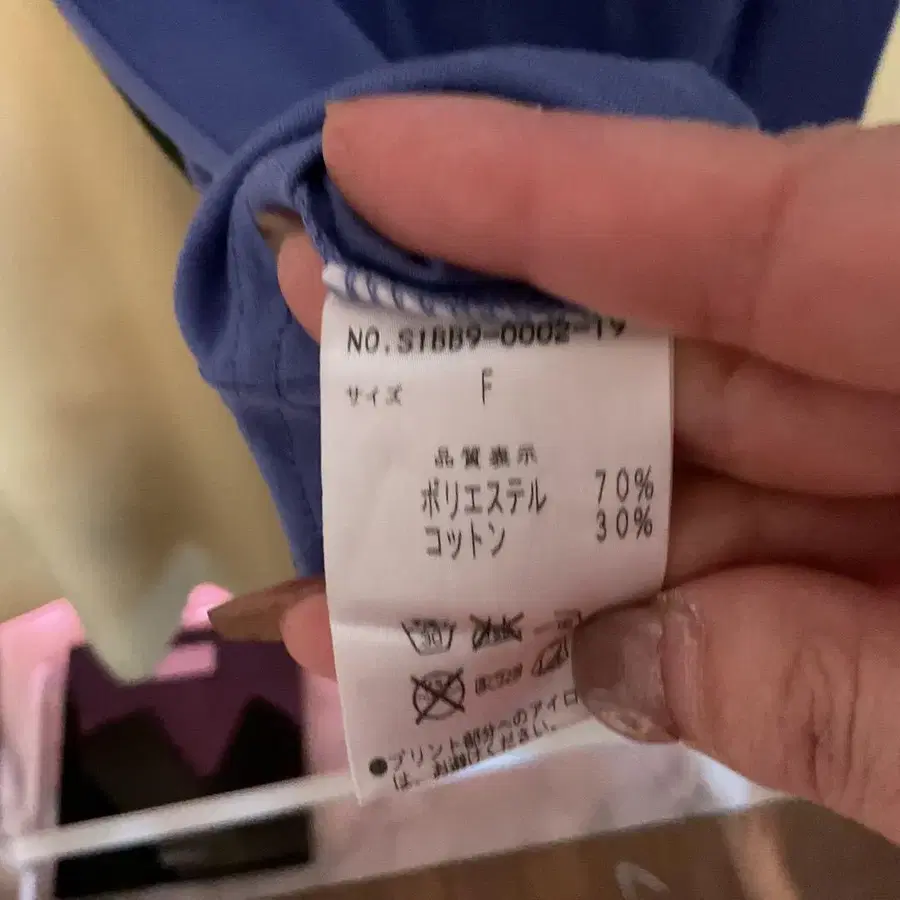 NO.S1BB9-0002-19
サイズ F
品質表示
ポリエステル 70%
コットン 30%
●プリント部分へのアイロ
は、お避けください。